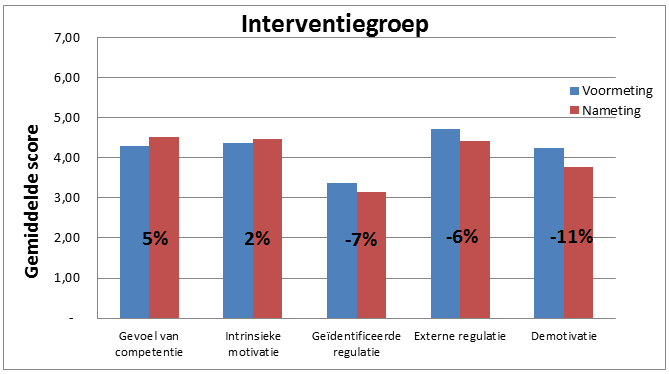 Interventiegroep
7,00
6,00
5,00
4,00
3,00
2,00
1,00
-
Gemiddelde score
Voormeting
Nameting
5%
2%
-7%
-6%
-11%
Gevoel van
competentie
Intrinsieke
motivatie
Geïdentificeerde
regulatie
Externe regulatie
Demotivatie